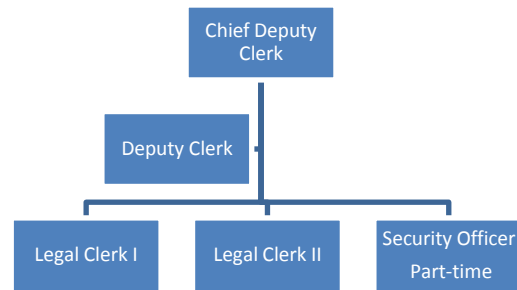 Chief Deputy
Clerk
Deputy Clerk
Legal Clerk I
Legal Clerk II
Security Officer
Part-time